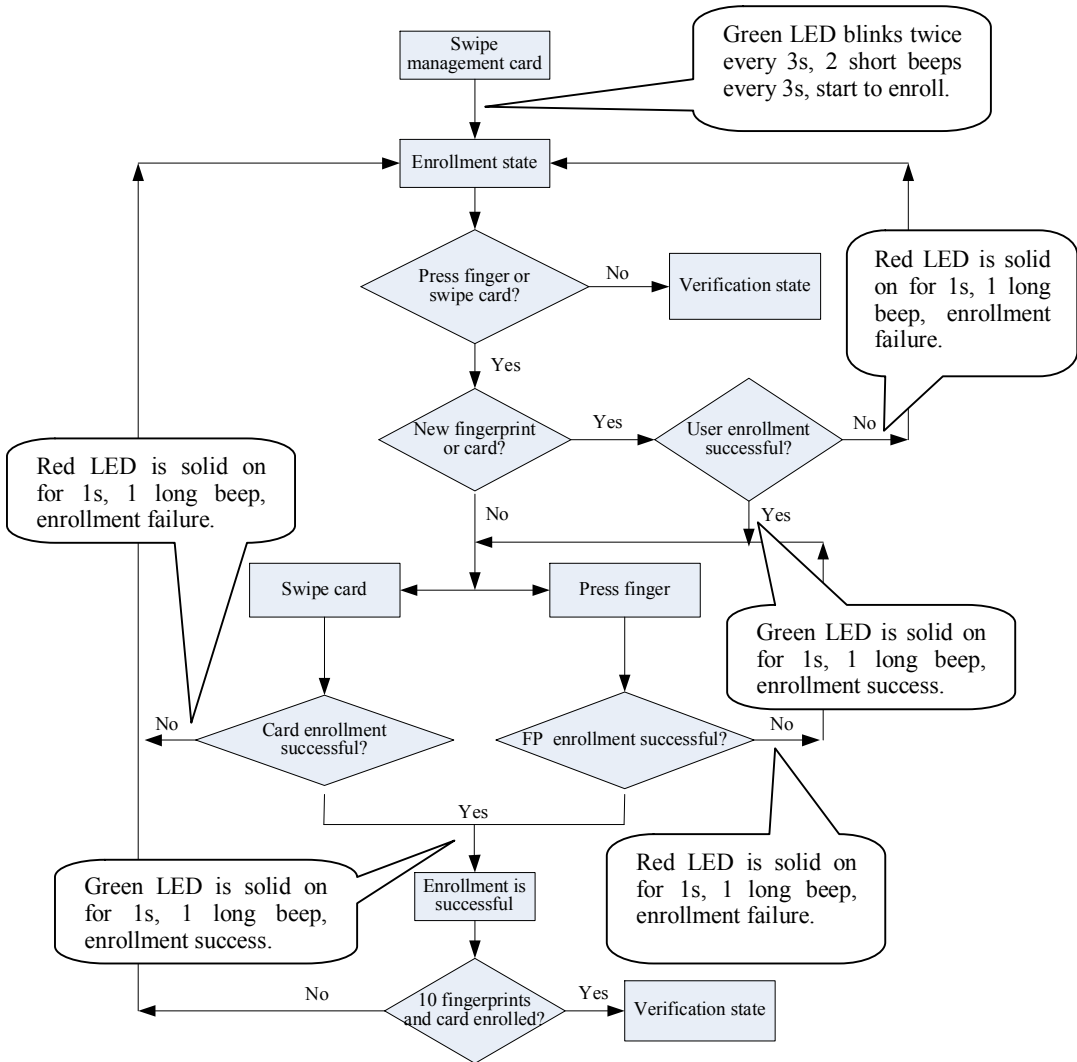 Swipe
management card
Green LED blinks twice
every 3s, 2 short beeps
every 3s, start to enroll.
Enrollment state
Press finger or
swipe card?
No
Verification state
Red LED is solid
on for 1s, 1 long
beep, enrollment
failure.
Yes
New fingerprint
or card?
Yes
User enrollment
successful?
No
Red LED is solid on
for 1s, 1 long beep,
enrollment failure.
No
Yes
Swipe card
Press finger
Green LED is solid on
for 1s, 1 long beep,
enrollment success.
No
Card enrollment
successful?
FP enrollment successful?
No
Yes
Green LED is solid on
for 1s, 1 long beep,
enrollment success.
Enrollment is
successful
Red LED is solid on
for 1s, 1 long beep,
enrollment failure.
No
10 fingerprints
and card enrolled?
Yes
Verification state